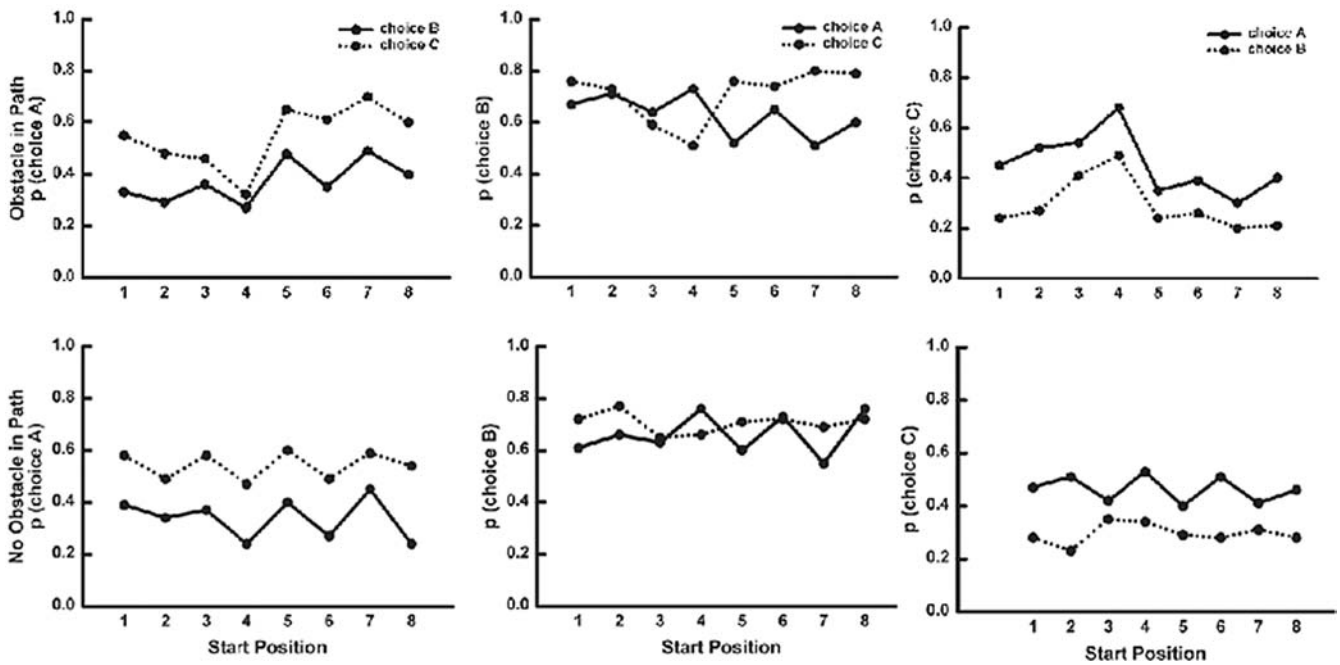 Obstacle in Path
p (choice A)
1.0
0.8
0.6
0.4
0.2
0.0
choice B
choice C
1 2 3 4 5 6 7 8
p (choice B)
1.0
0.8
0.6
0.4
0.2
0.0
choice A
choice C
1 2 3 4 5 6 7 8
p (choice C)
1.0
0.8
0.6
0.4
0.2
0.0
choice A
choice B
1 2 3 4 5 6 7 8
No Obstacle in Path
p (choice A)
1.0
0.8
0.6
0.4
0.2
0.0
1 2 3 4 5 6 7 8
Start Position
p (choice B)
1.0
0.8
0.6
0.4
0.2
0.0
1 2 3 4 5 6 7 8
Start Position
p (choice C)
1.0
0.8
0.6
0.4
0.2
0.0
1 2 3 4 5 6 7 8
Start Position